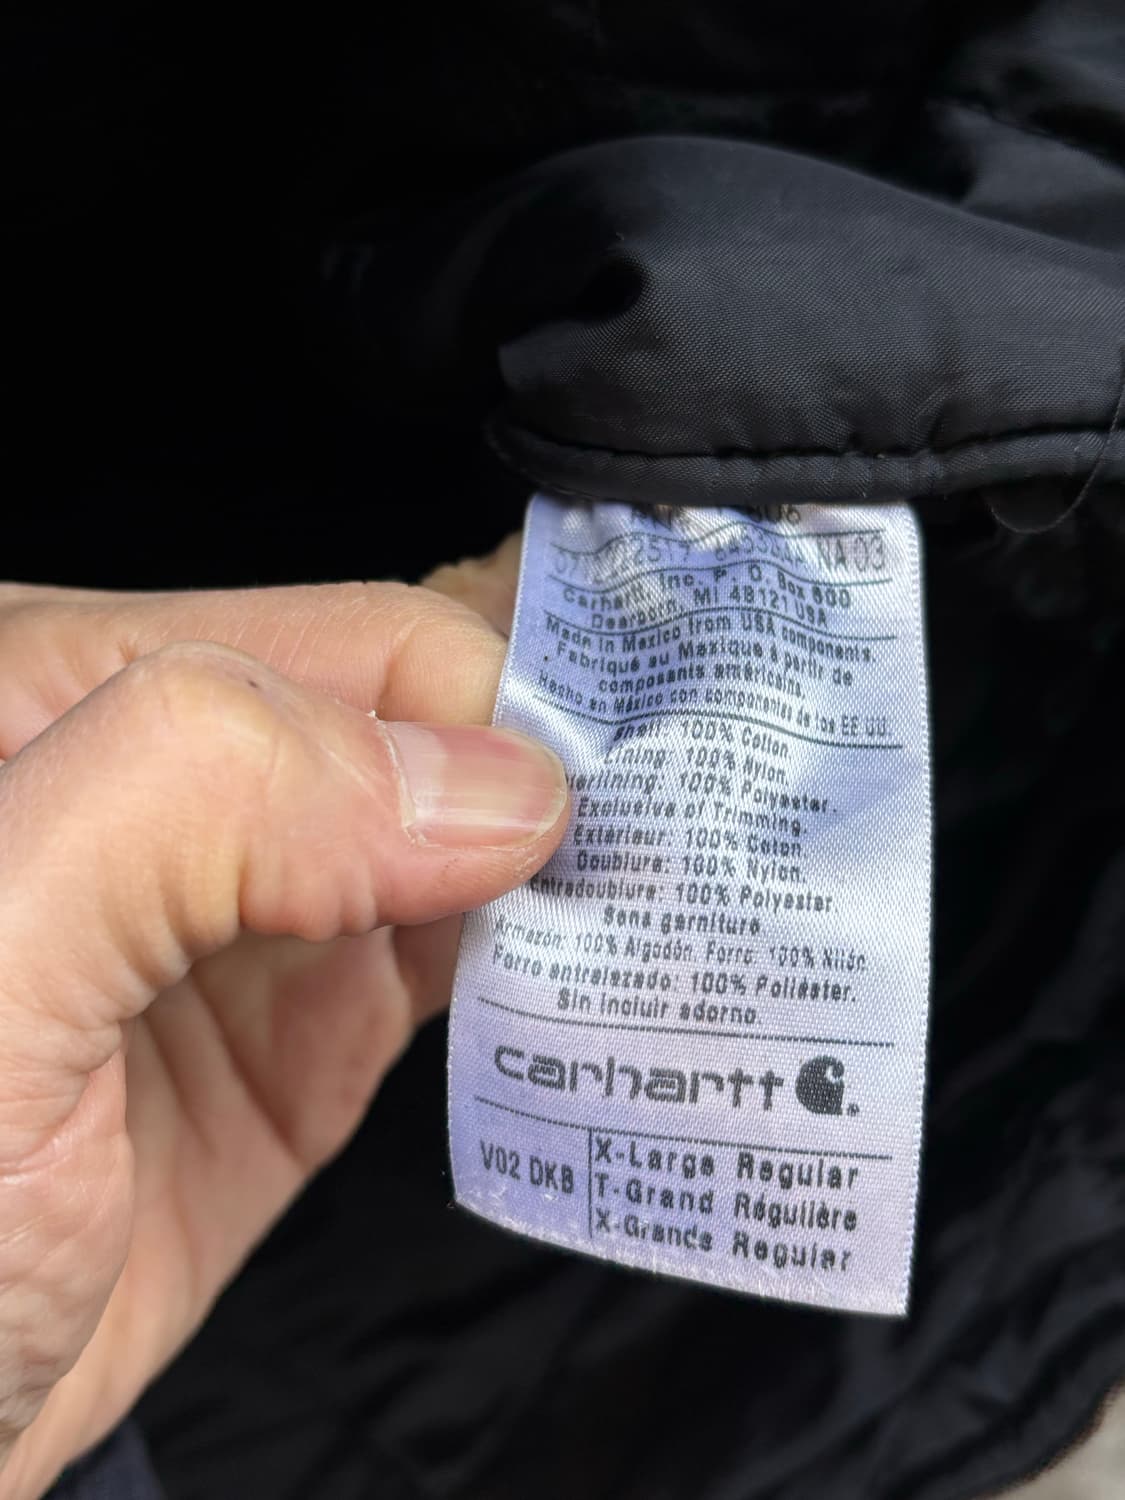 NA 03
Carhartt, Inc. P. O. Box 600
Dearborn, MI 48121 USA
Made in Mexico from USA components.
Fabriqué au Mexique à partir de
composants américains.
Hecho en México con componentes de los EE UU.
Shell: 100% Cotton
Lining: 100% Nylon
terlining: 100% Polyester.
Exclusive of Trimming.
Extérieur: 100% Coton.
Doublure: 100% Nylon.
Entredoublure: 100% Polyester.
Sans garniture
Armazón: 100% Algodón. Forro: 100% Nilón.
Forro entrelazado: 100% Poliéster.
Sin incluir adorno.
carhartt
V02 DKB
X-Large Regular
T-Grand Régulière
X-Grande Regular